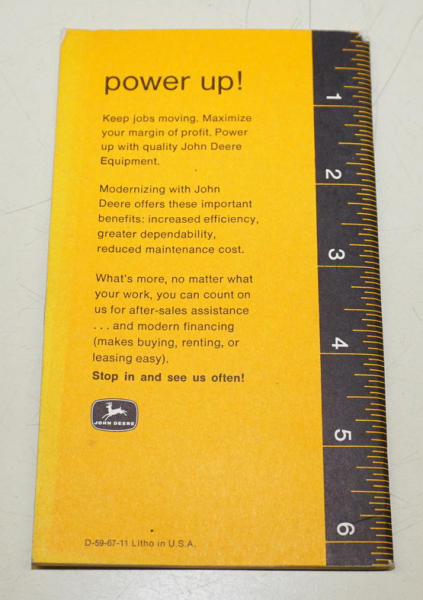 power up!
Keep jobs moving. Maximize
your margin of profit. Power
up with quality John Deere
Equipment.
Modernizing with John
Deere offers these important
benefits: increased efficiency,
greater dependability,
reduced maintenance cost.
What's more, no matter what
your work, you can count on
us for after-sales assistance
. . . and modern financing
(makes buying, renting, or
leasing easy).
Stop in and see us often!
JOHN DEERE
D-59-67-11 Litho in U.S.A.
1
2
3
4
5
6